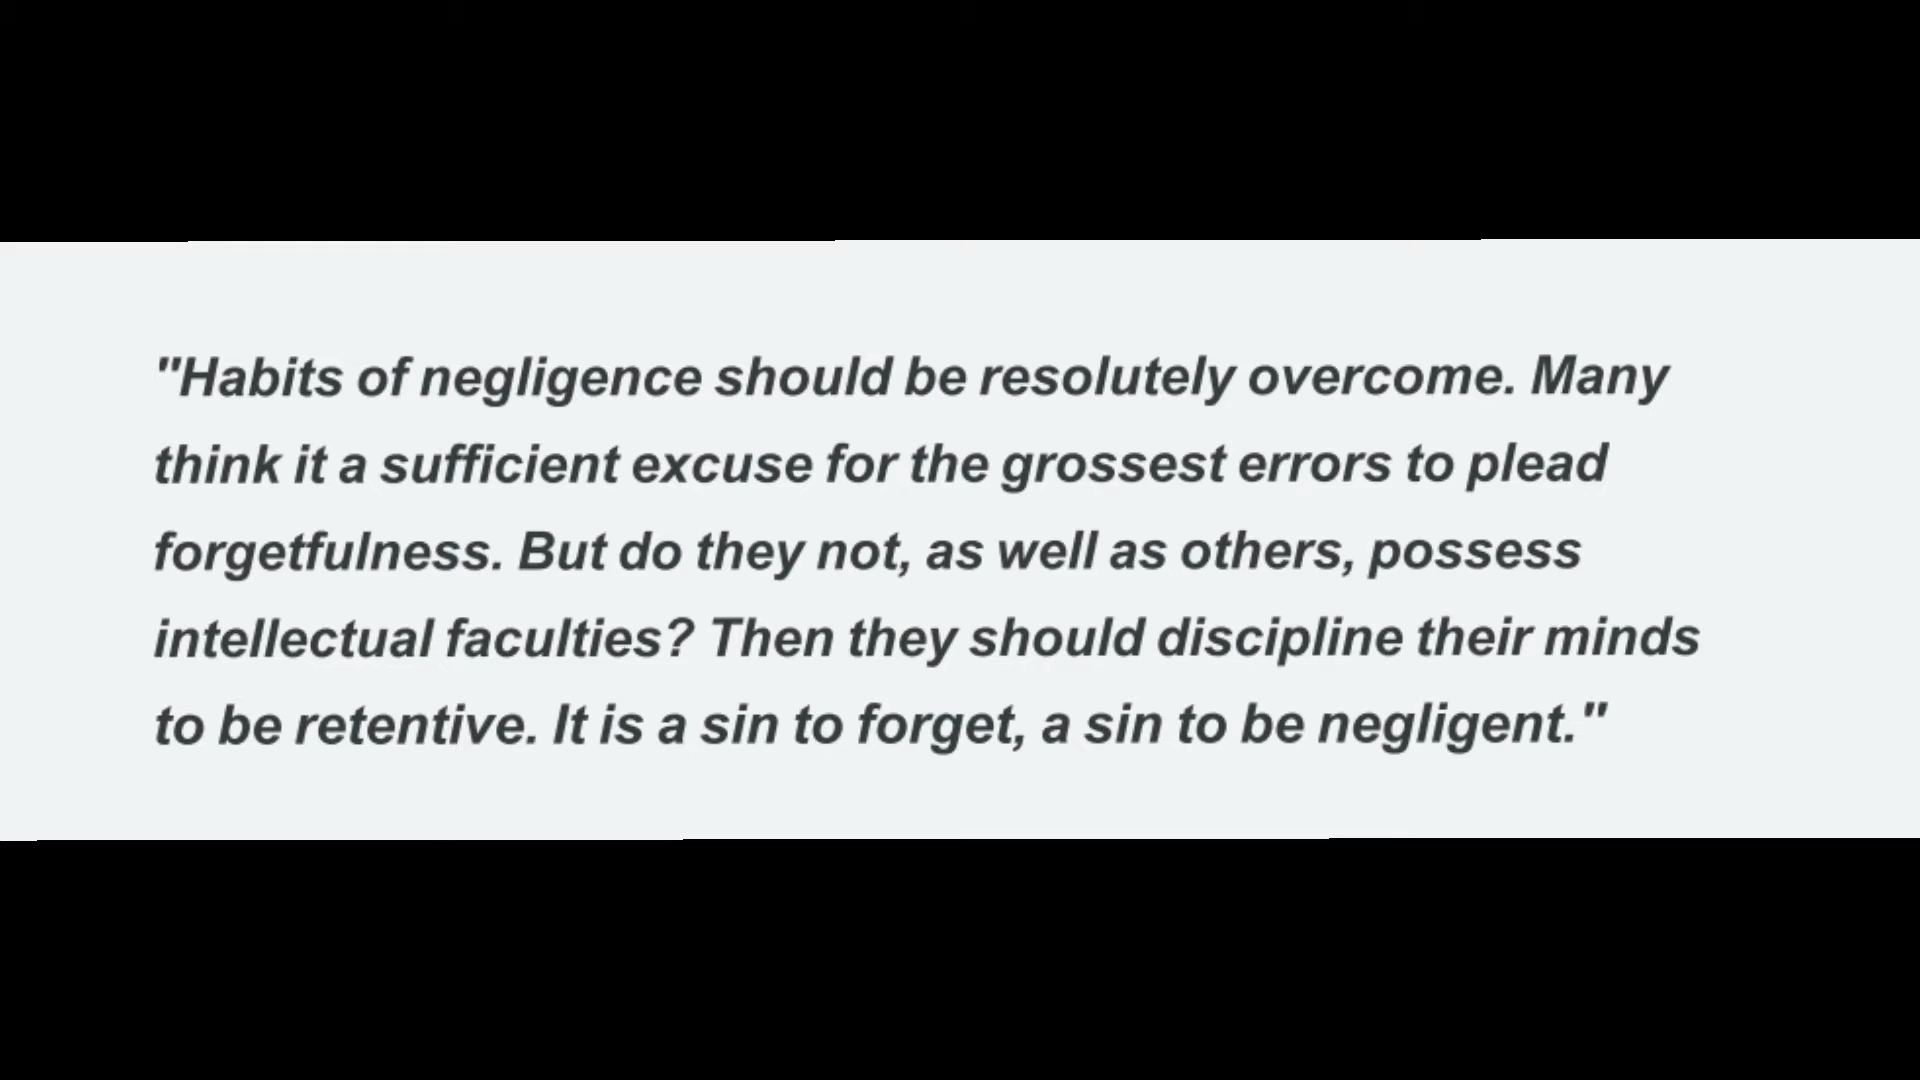 "Habits of negligence should be resolutely overcome. Many
think it a sufficient excuse for the grossest errors to plead
forgetfulness. But do they not, as well as others, possess
intellectual faculties? Then they should discipline their minds
to be retentive. It is a sin to forget, a sin to be negligent."